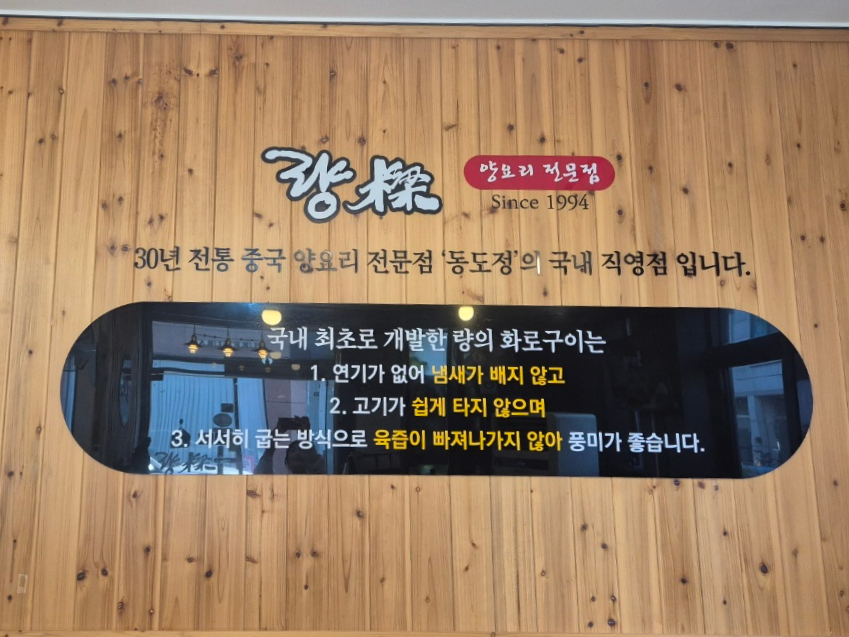 량 樑
양요리 전문점
Since 1994
30년 전통 중국 양요리 전문점 '동도정'의 국내 직영점 입니다.
국내 최초로 개발한 량의 화로구이는
1. 연기가 없어 냄새가 배지 않고
2. 고기가 쉽게 타지 않으며
3. 서서히 굽는 방식으로 육즙이 빠져나가지 않아 풍미가 좋습니다.